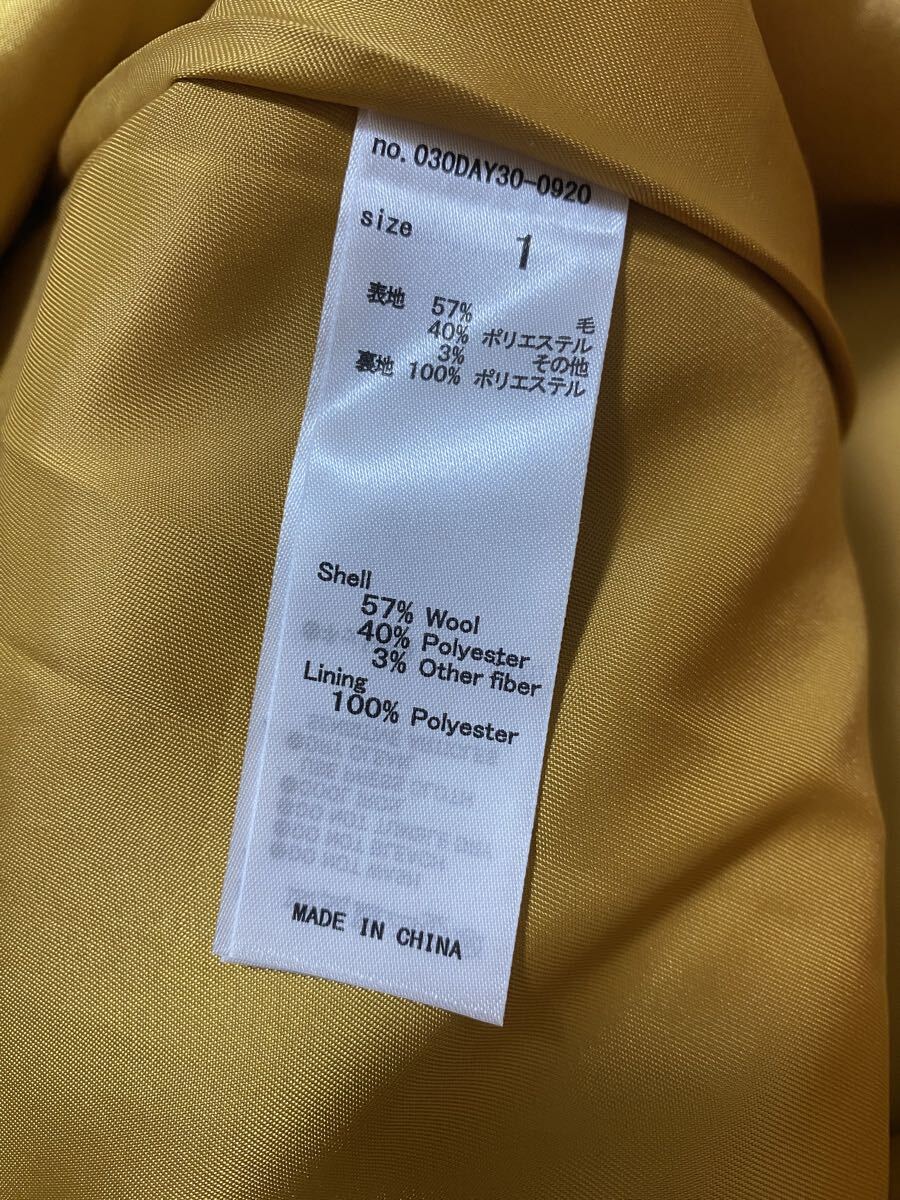 no. 030DAY30-0920
size 1
表地 57% 毛
40% ポリエステル
3% その他
裏地 100% ポリエステル
Shell
57% Wool
40% Polyester
3% Other fiber
Lining
100% Polyester
MADE IN CHINA